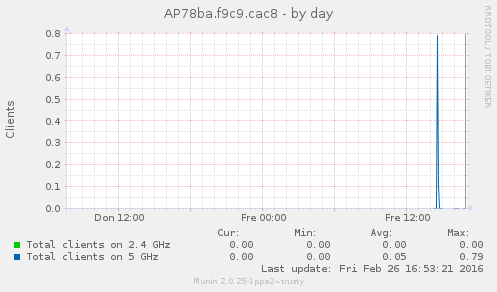 AP78ba.f9c9.cac8 - by day
RRDTOOL / TOBI OETIKER
Clients
0.8
0.7
0.6
0.5
0.4
0.3
0.2
0.1
0.0
Don 12:00 Fre 00:00 Fre 12:00
Cur: Min: Avg: Max:
Total clients on 2.4 GHz 0.00 0.00 0.00 0.00
Total clients on 5 GHz 0.00 0.00 0.05 0.79
Last update: Fri Feb 26 16:53:21 2016
Munin 2.0.25-1ppa2~trusty